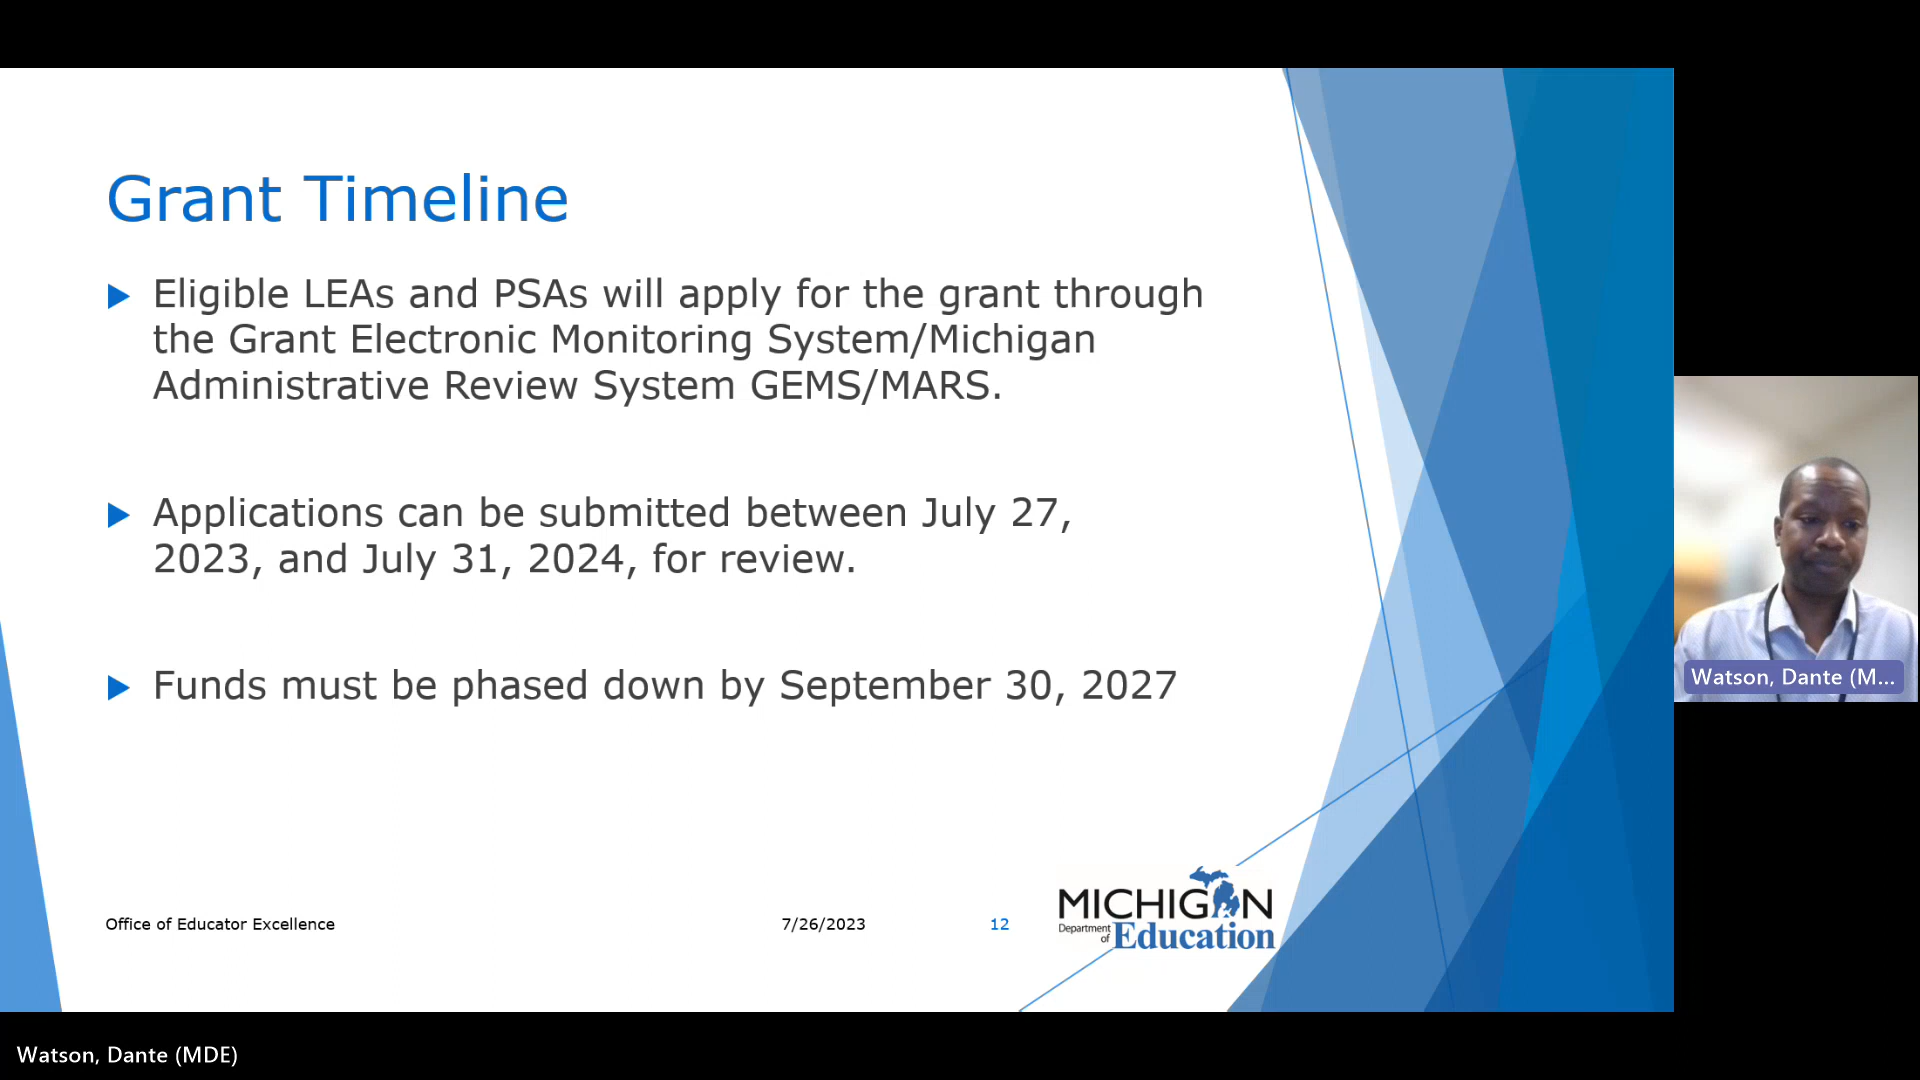 Grant Timeline
Eligible LEAs and PSAs will apply for the grant through
the Grant Electronic Monitoring System/Michigan
Administrative Review System GEMS/MARS.
Applications can be submitted between July 27,
2023, and July 31, 2024, for review.
Funds must be phased down by September 30, 2027
Office of Educator Excellence
7/26/2023
12
MICHIGAN
Department
of Education
Watson, Dante (M...
Watson, Dante (MDE)